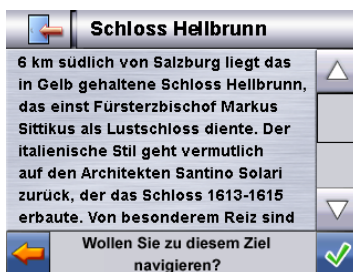 Schloss Hellbrunn
6 km südlich von Salzburg liegt das
in Gelb gehaltene Schloss Hellbrunn,
das einst Fürsterzbischof Markus
Sittikus als Lustschloss diente. Der
italienische Stil geht vermutlich
auf den Architekten Santino Solari
zurück, der das Schloss 1613-1615
erbaute. Von besonderem Reiz sind
Wollen Sie zu diesem Ziel
navigieren?